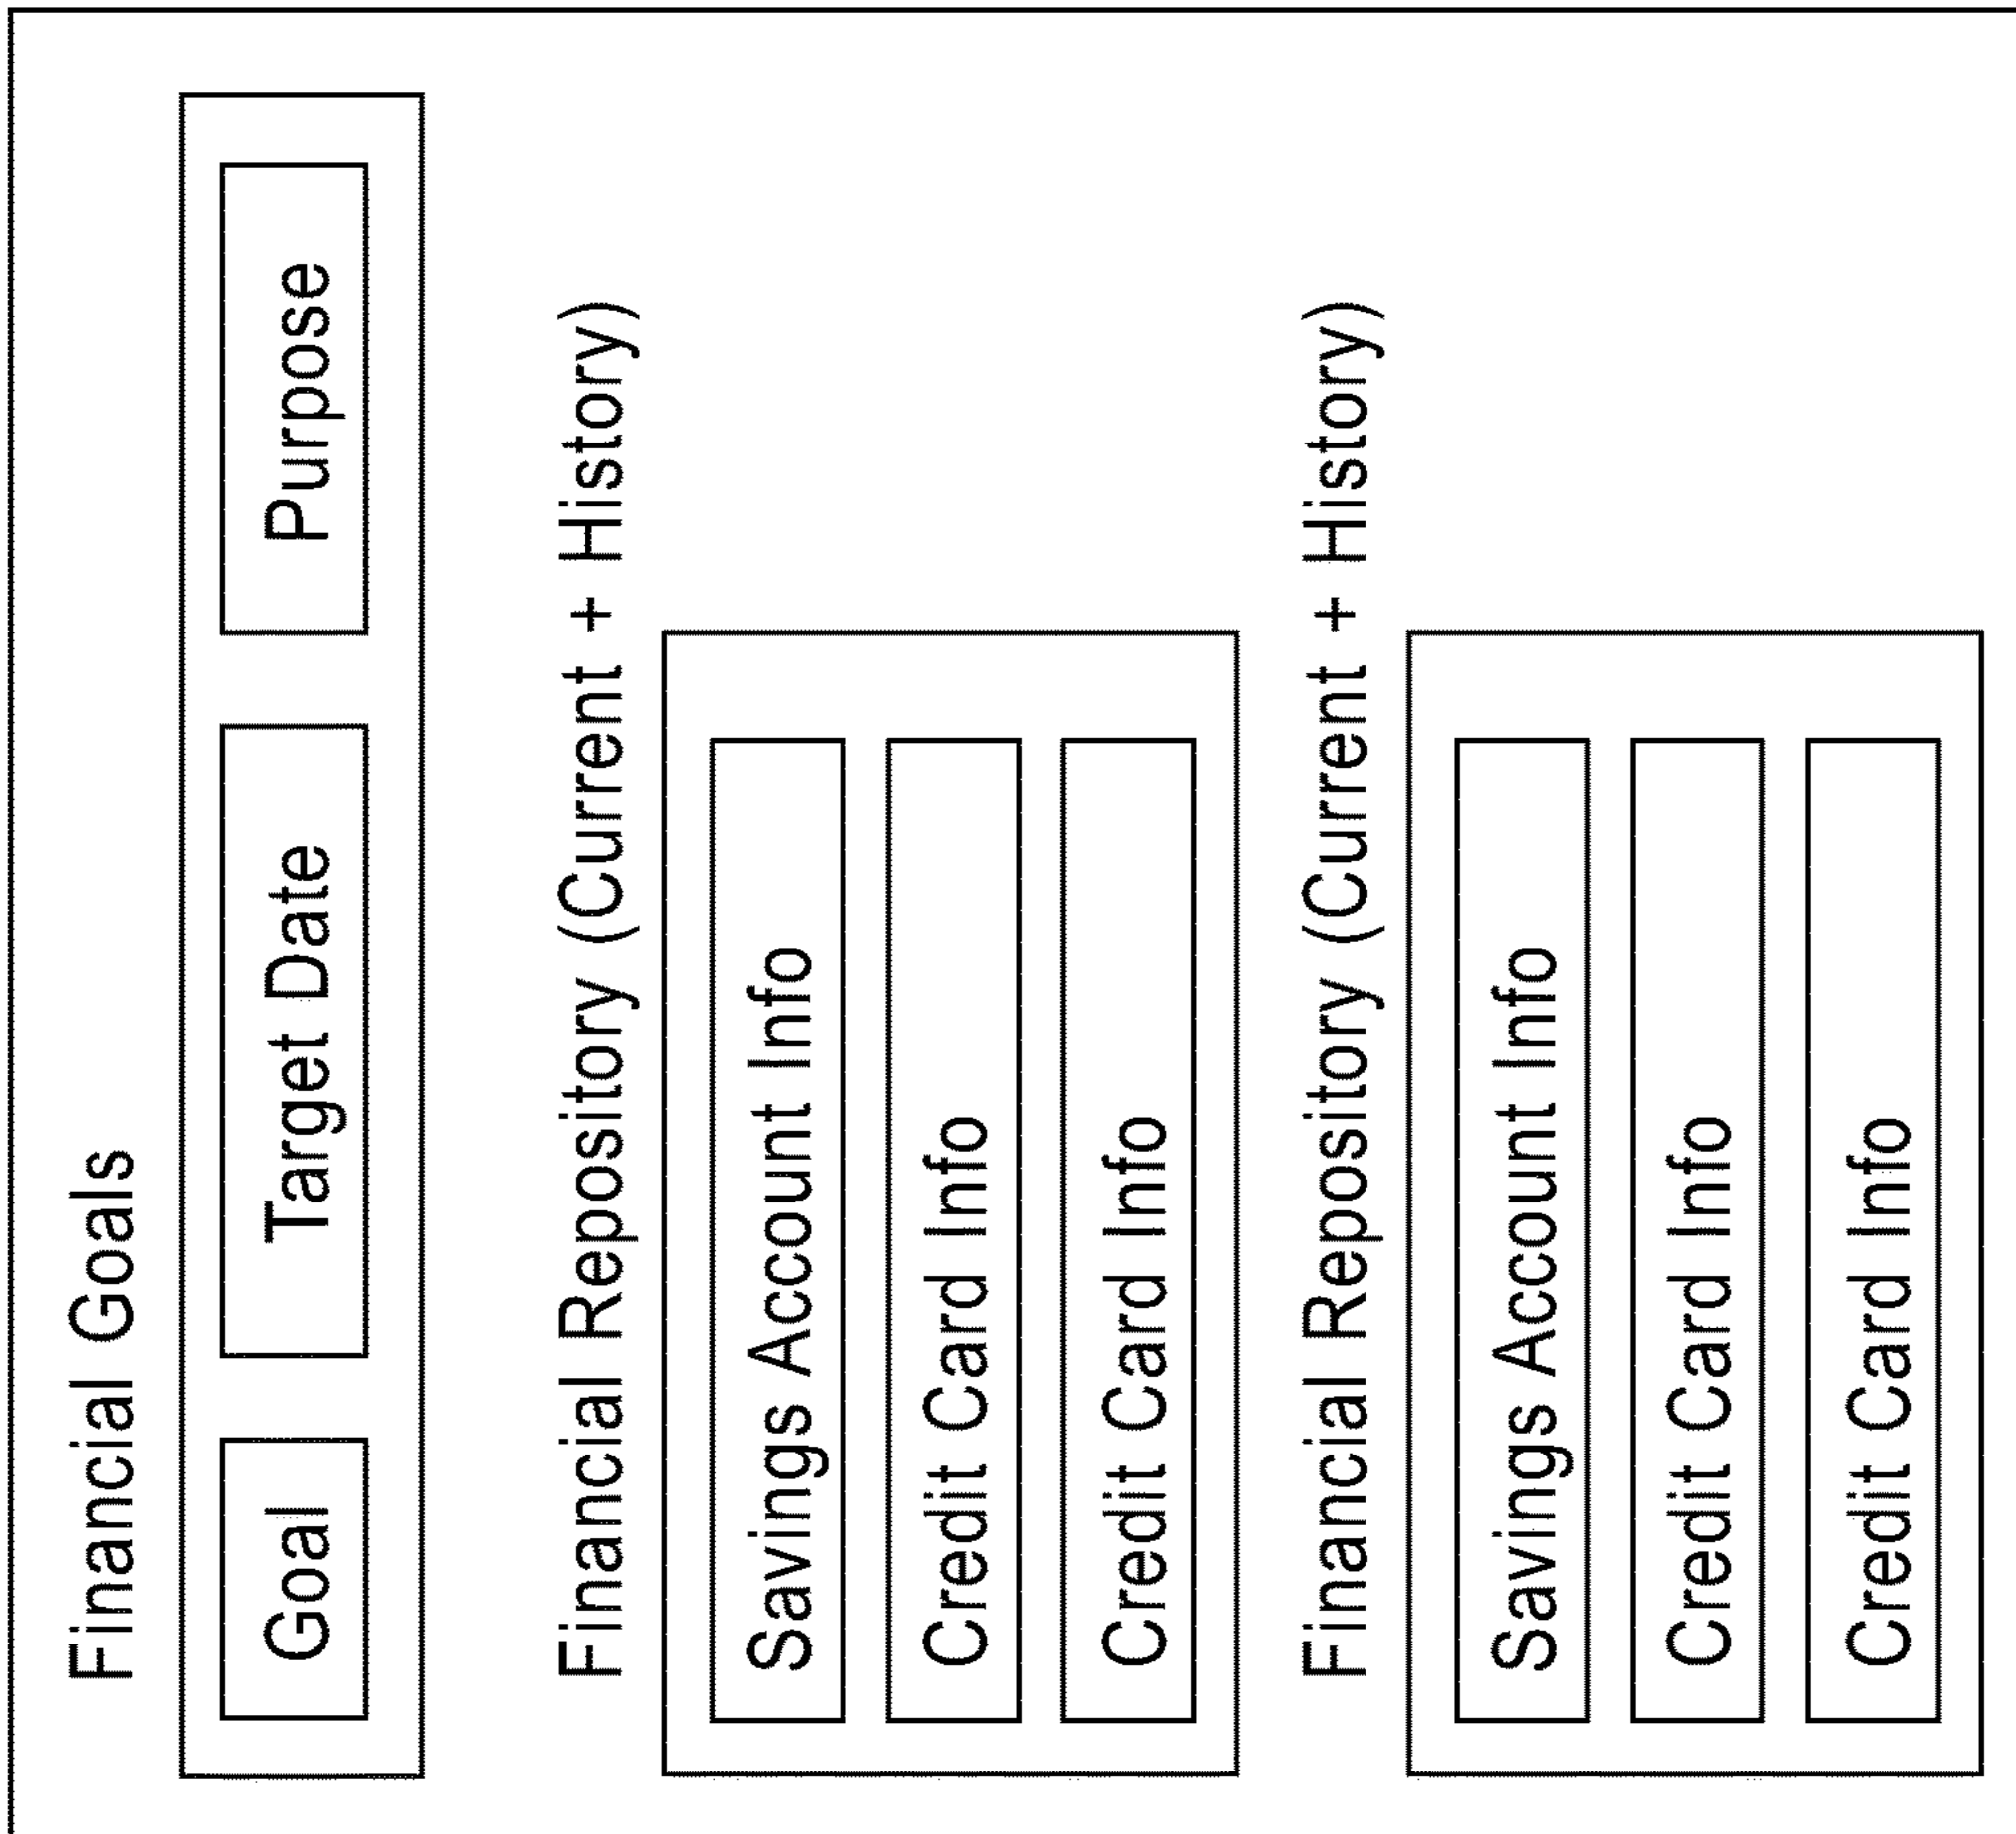 Financial Goals
Goal Target Date Purpose
Financial Repository (Current + History)
Savings Account Info
Credit Card Info
Credit Card Info
Financial Repository (Current + History)
Savings Account Info
Credit Card Info
Credit Card Info